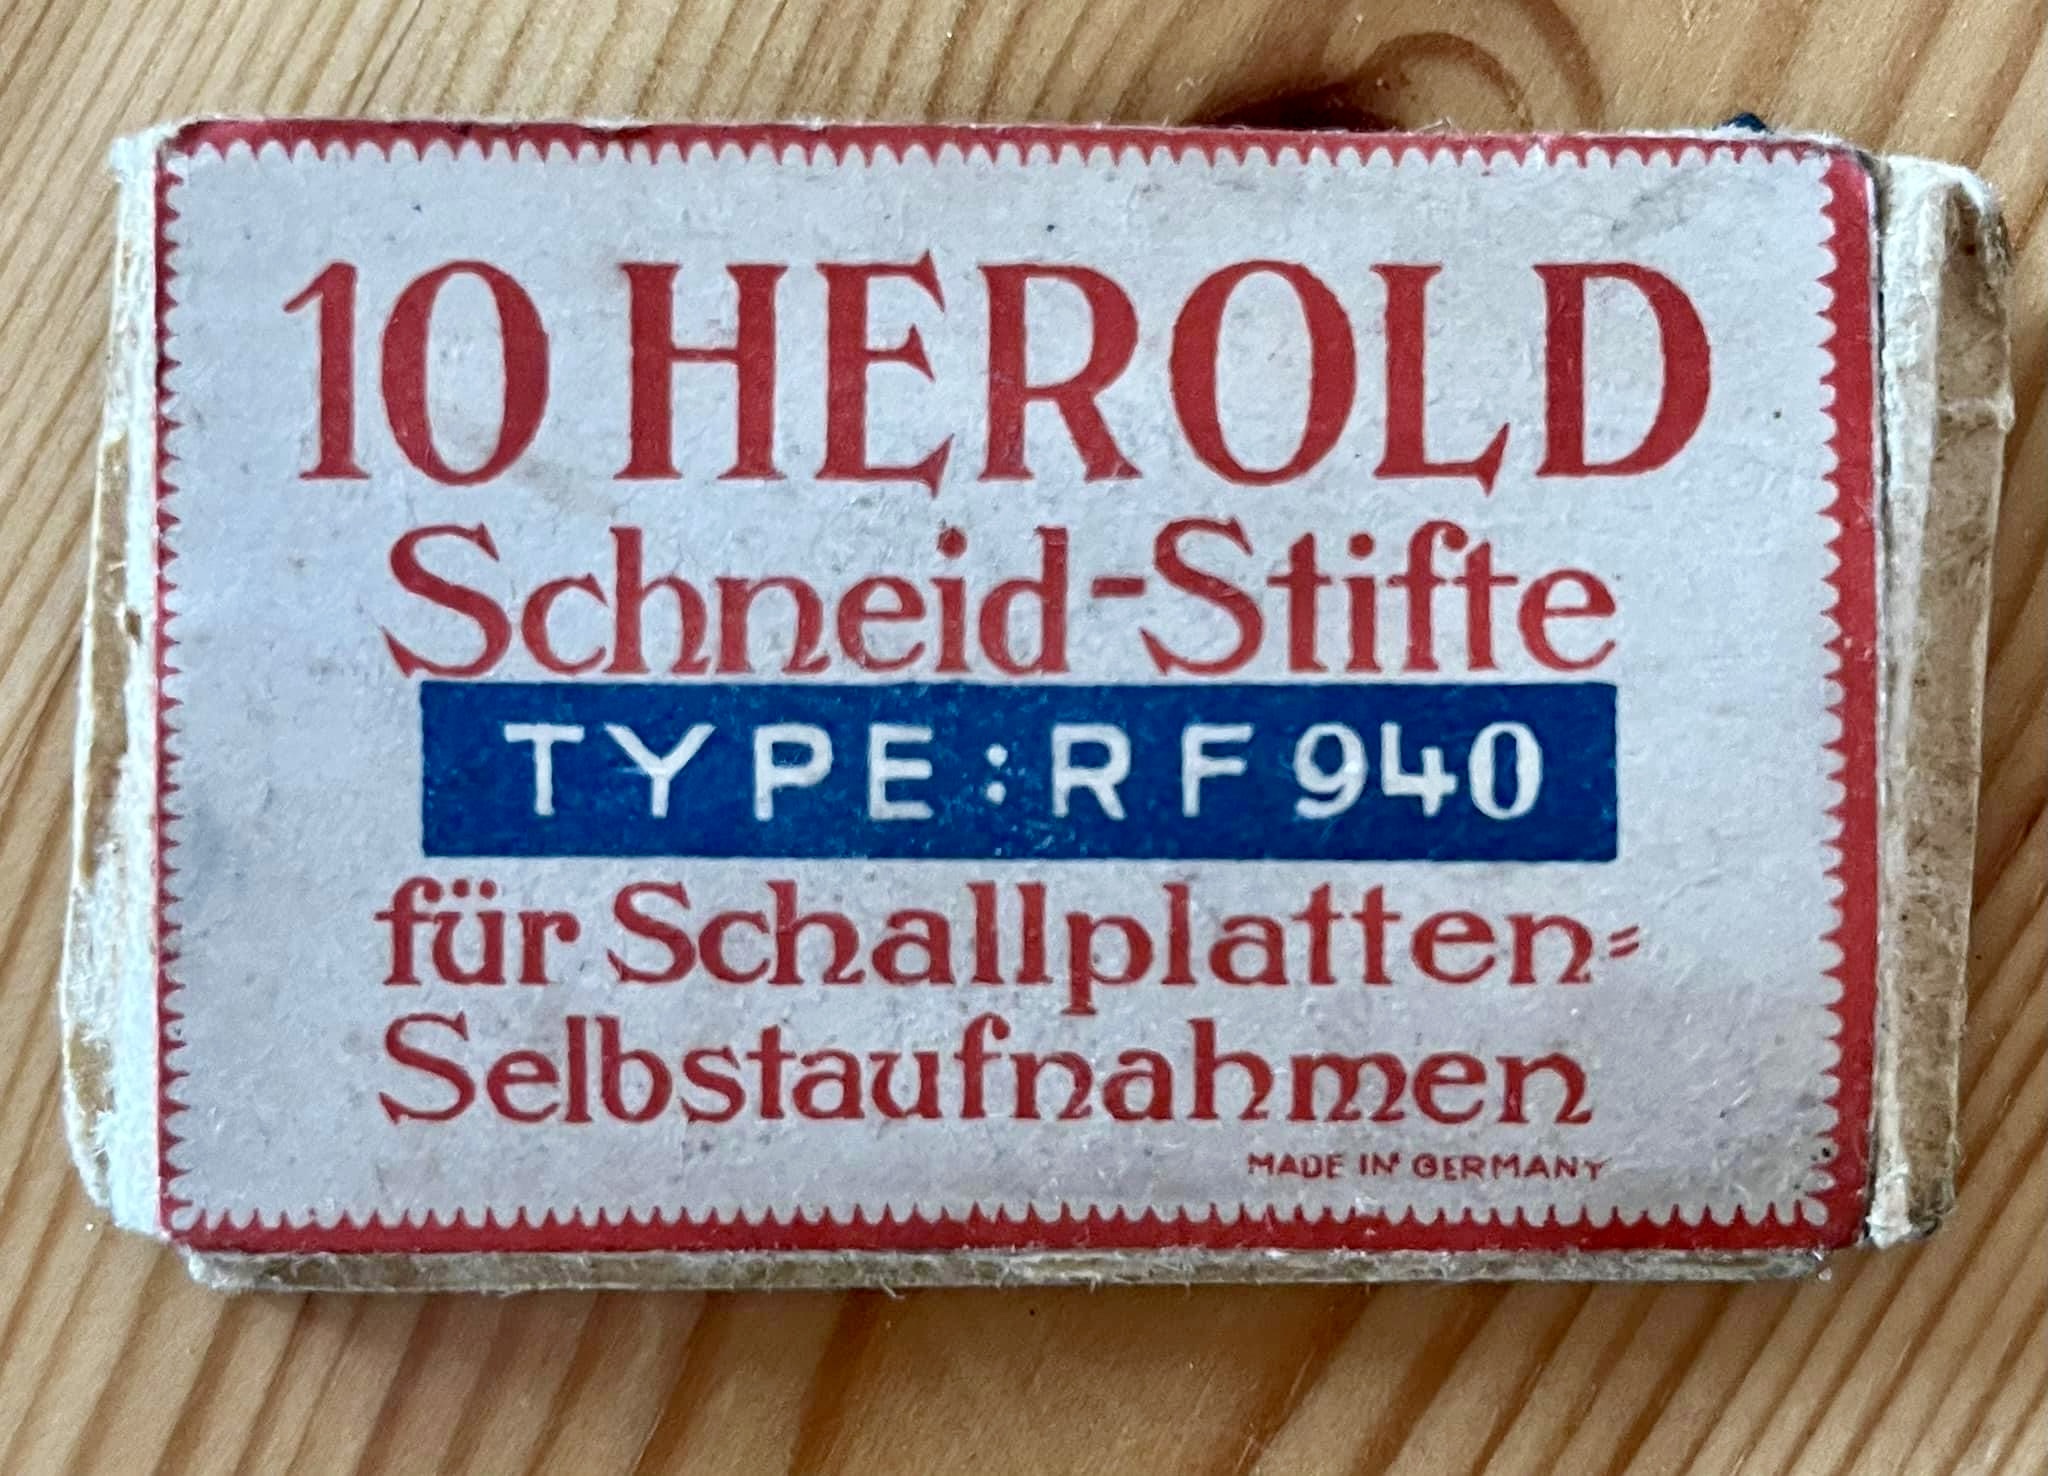 10 HEROLD
Schneid-Stifte
TYPE: RF 940
für Schallplatten=
Selbstaufnahmen
MADE IN GERMANY